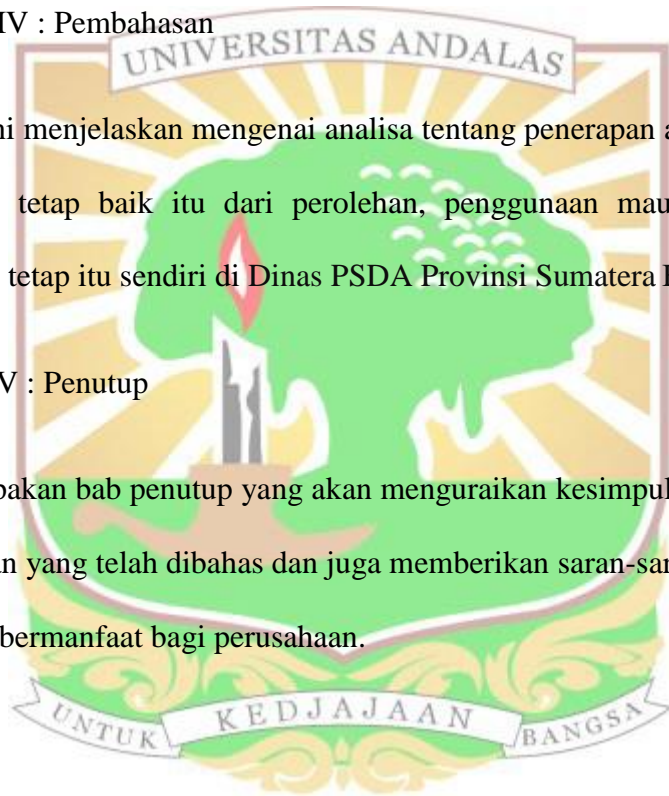 IV : Pembahasan
UNIVERSITAS ANDALAS
ni menjelaskan mengenai analisa tentang penerapan a
tetap baik itu dari perolehan, penggunaan mau
tetap itu sendiri di Dinas PSDA Provinsi Sumatera
V : Penutup
pakan bab penutup yang akan menguraikan kesimpul
an yang telah dibahas dan juga memberikan saran-sar
bermanfaat bagi perusahaan.
UNTUK KEDJAJAAN BANGSA